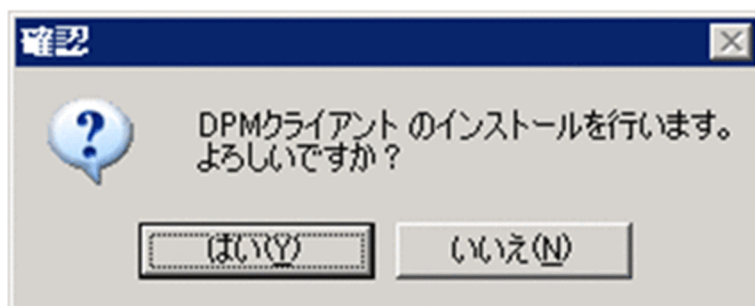 確認
DPMクライアント のインストールを行います。
よろしいですか？
はい(Y)
いいえ(N)